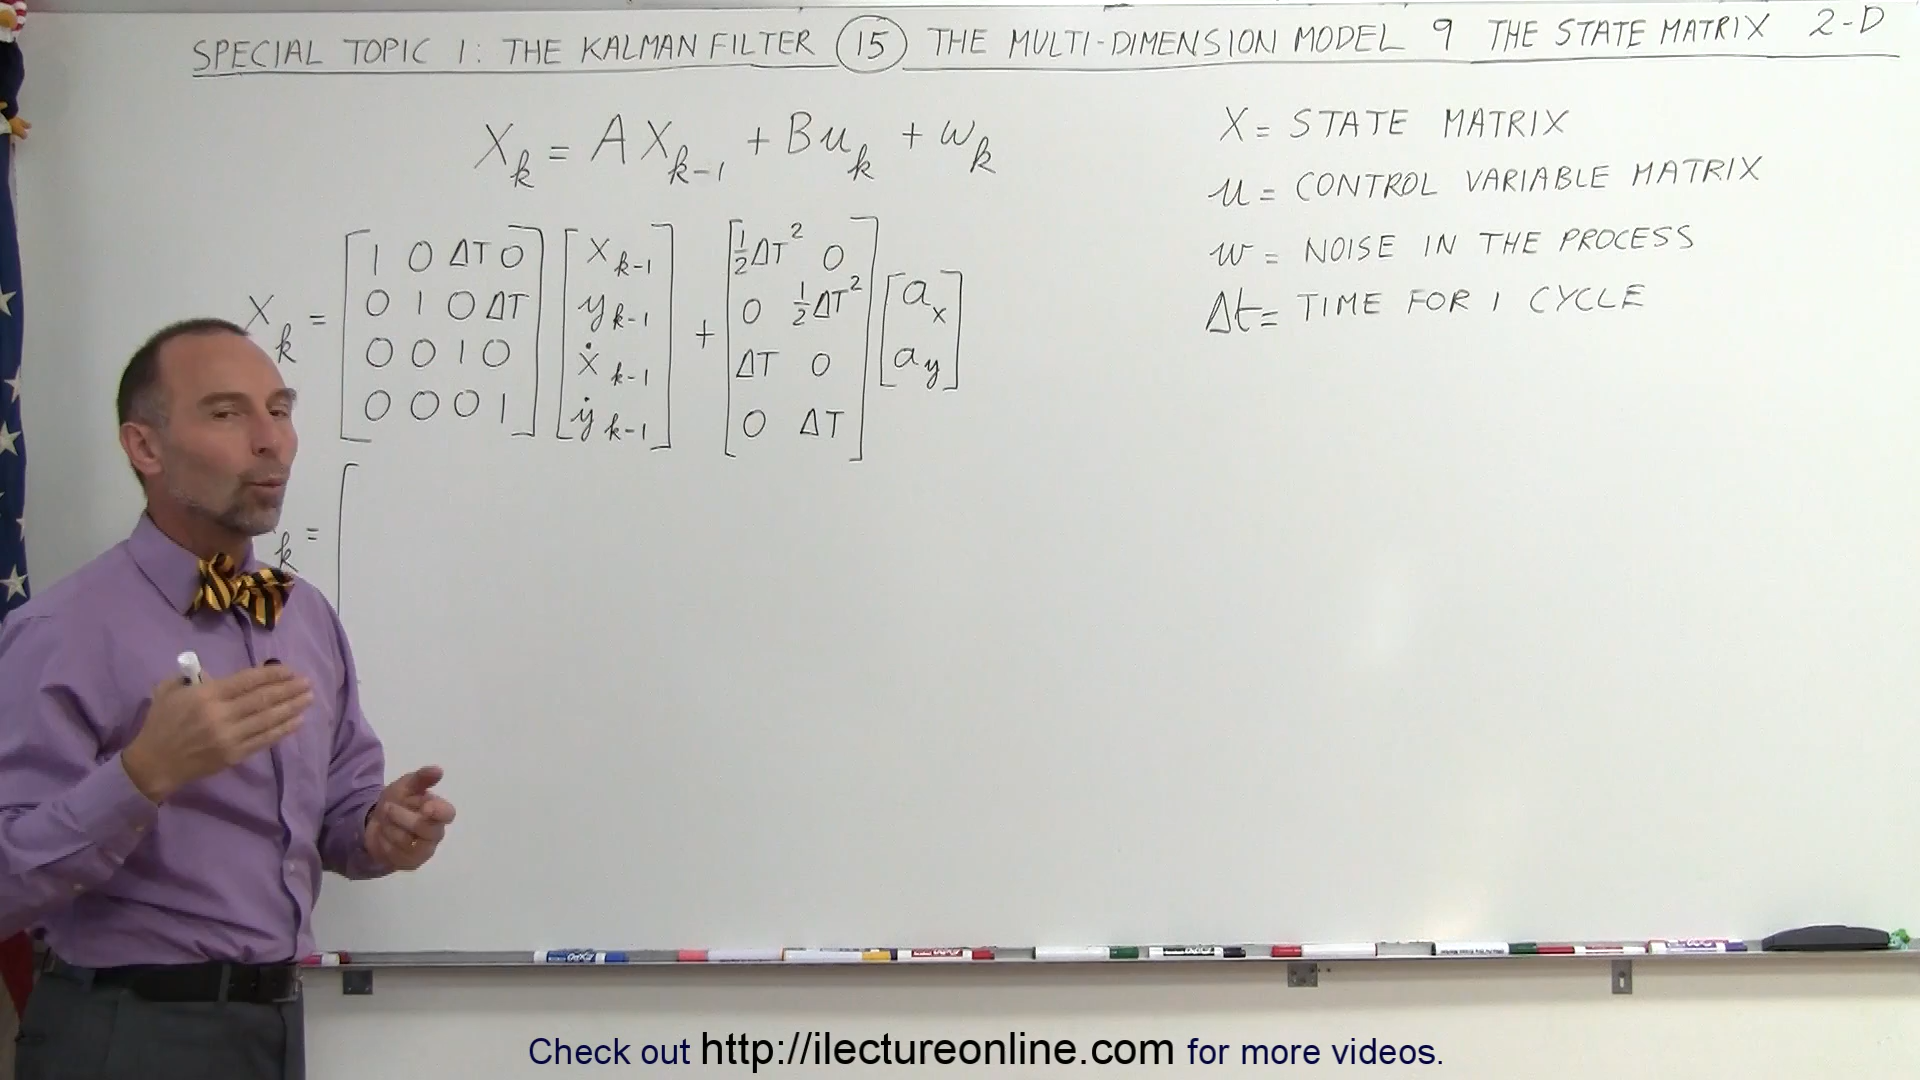 SPECIAL TOPIC 1: THE KALMAN FILTER 15 THE MULTI-DIMENSION MODEL 9 THE STATE MATRIX 2-D
X_k = A X_{k-1} + B u_k + w_k
X = STATE MATRIX
u = CONTROL VARIABLE MATRIX
w = NOISE IN THE PROCESS
Δt = TIME FOR 1 CYCLE
X_k = [1 0 ΔT 0; 0 1 0 ΔT; 0 0 1 0; 0 0 0 1] [x_{k-1}; y_{k-1}; ẋ_{k-1}; ẏ_{k-1}] + [½ΔT² 0; 0 ½ΔT²; ΔT 0; 0 ΔT] [a_x; a_y]
k = [
Check out http://ilectureonline.com for more videos.